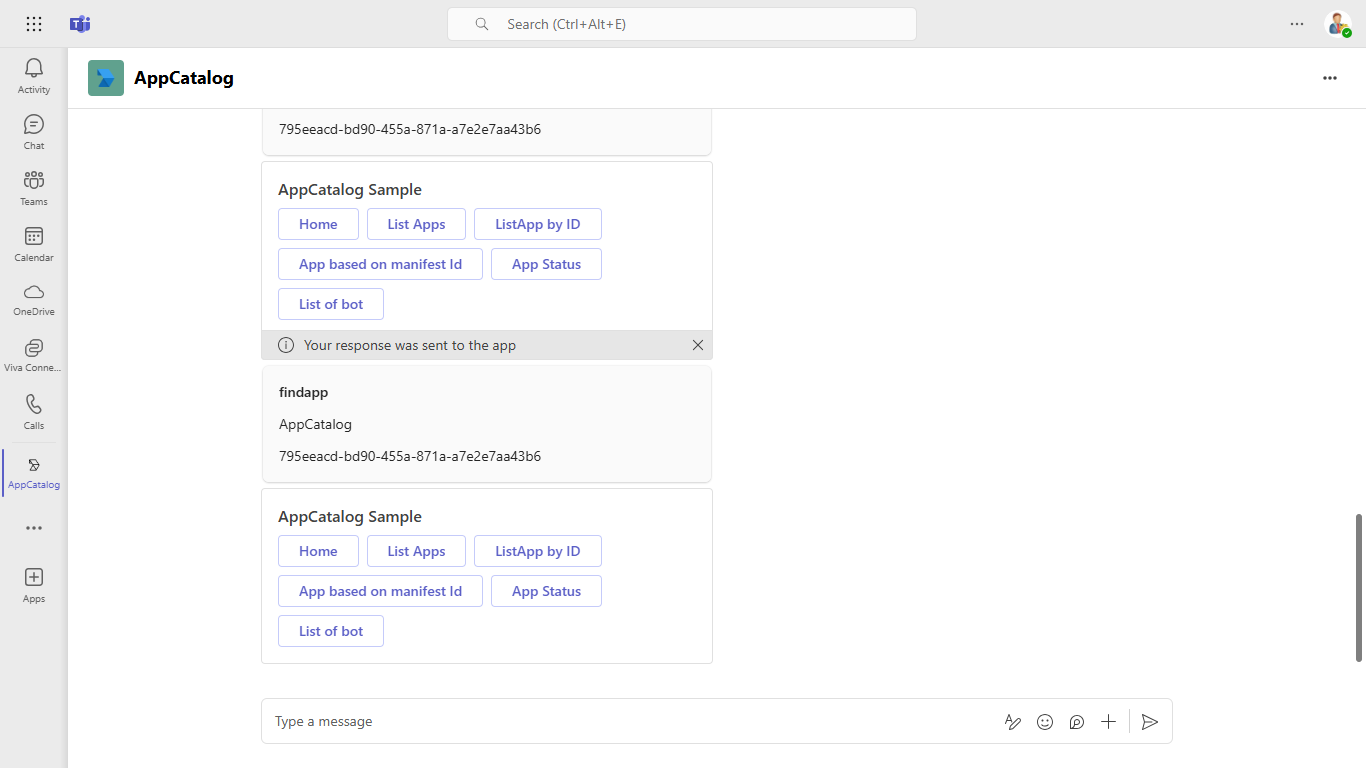 Search (Ctrl+Alt+E)
Activity
Chat
Teams
Calendar
OneDrive
Viva Conne...
Calls
AppCatalog
Apps
AppCatalog
795eeacd-bd90-455a-871a-a7e2e7aa43b6
AppCatalog Sample
Home List Apps ListApp by ID
App based on manifest Id App Status
List of bot
Your response was sent to the app
findapp
AppCatalog
795eeacd-bd90-455a-871a-a7e2e7aa43b6
AppCatalog Sample
Home List Apps ListApp by ID
App based on manifest Id App Status
List of bot
Type a message